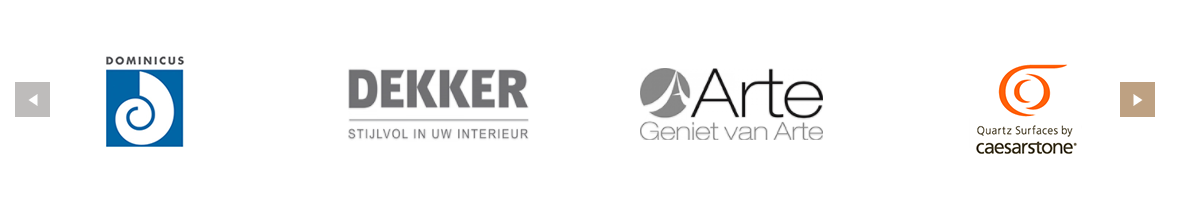 DOMINICUS
DEKKER
STIJLVOL IN UW INTERIEUR
Arte
Geniet van Arte
Quartz Surfaces by
caesarstone®